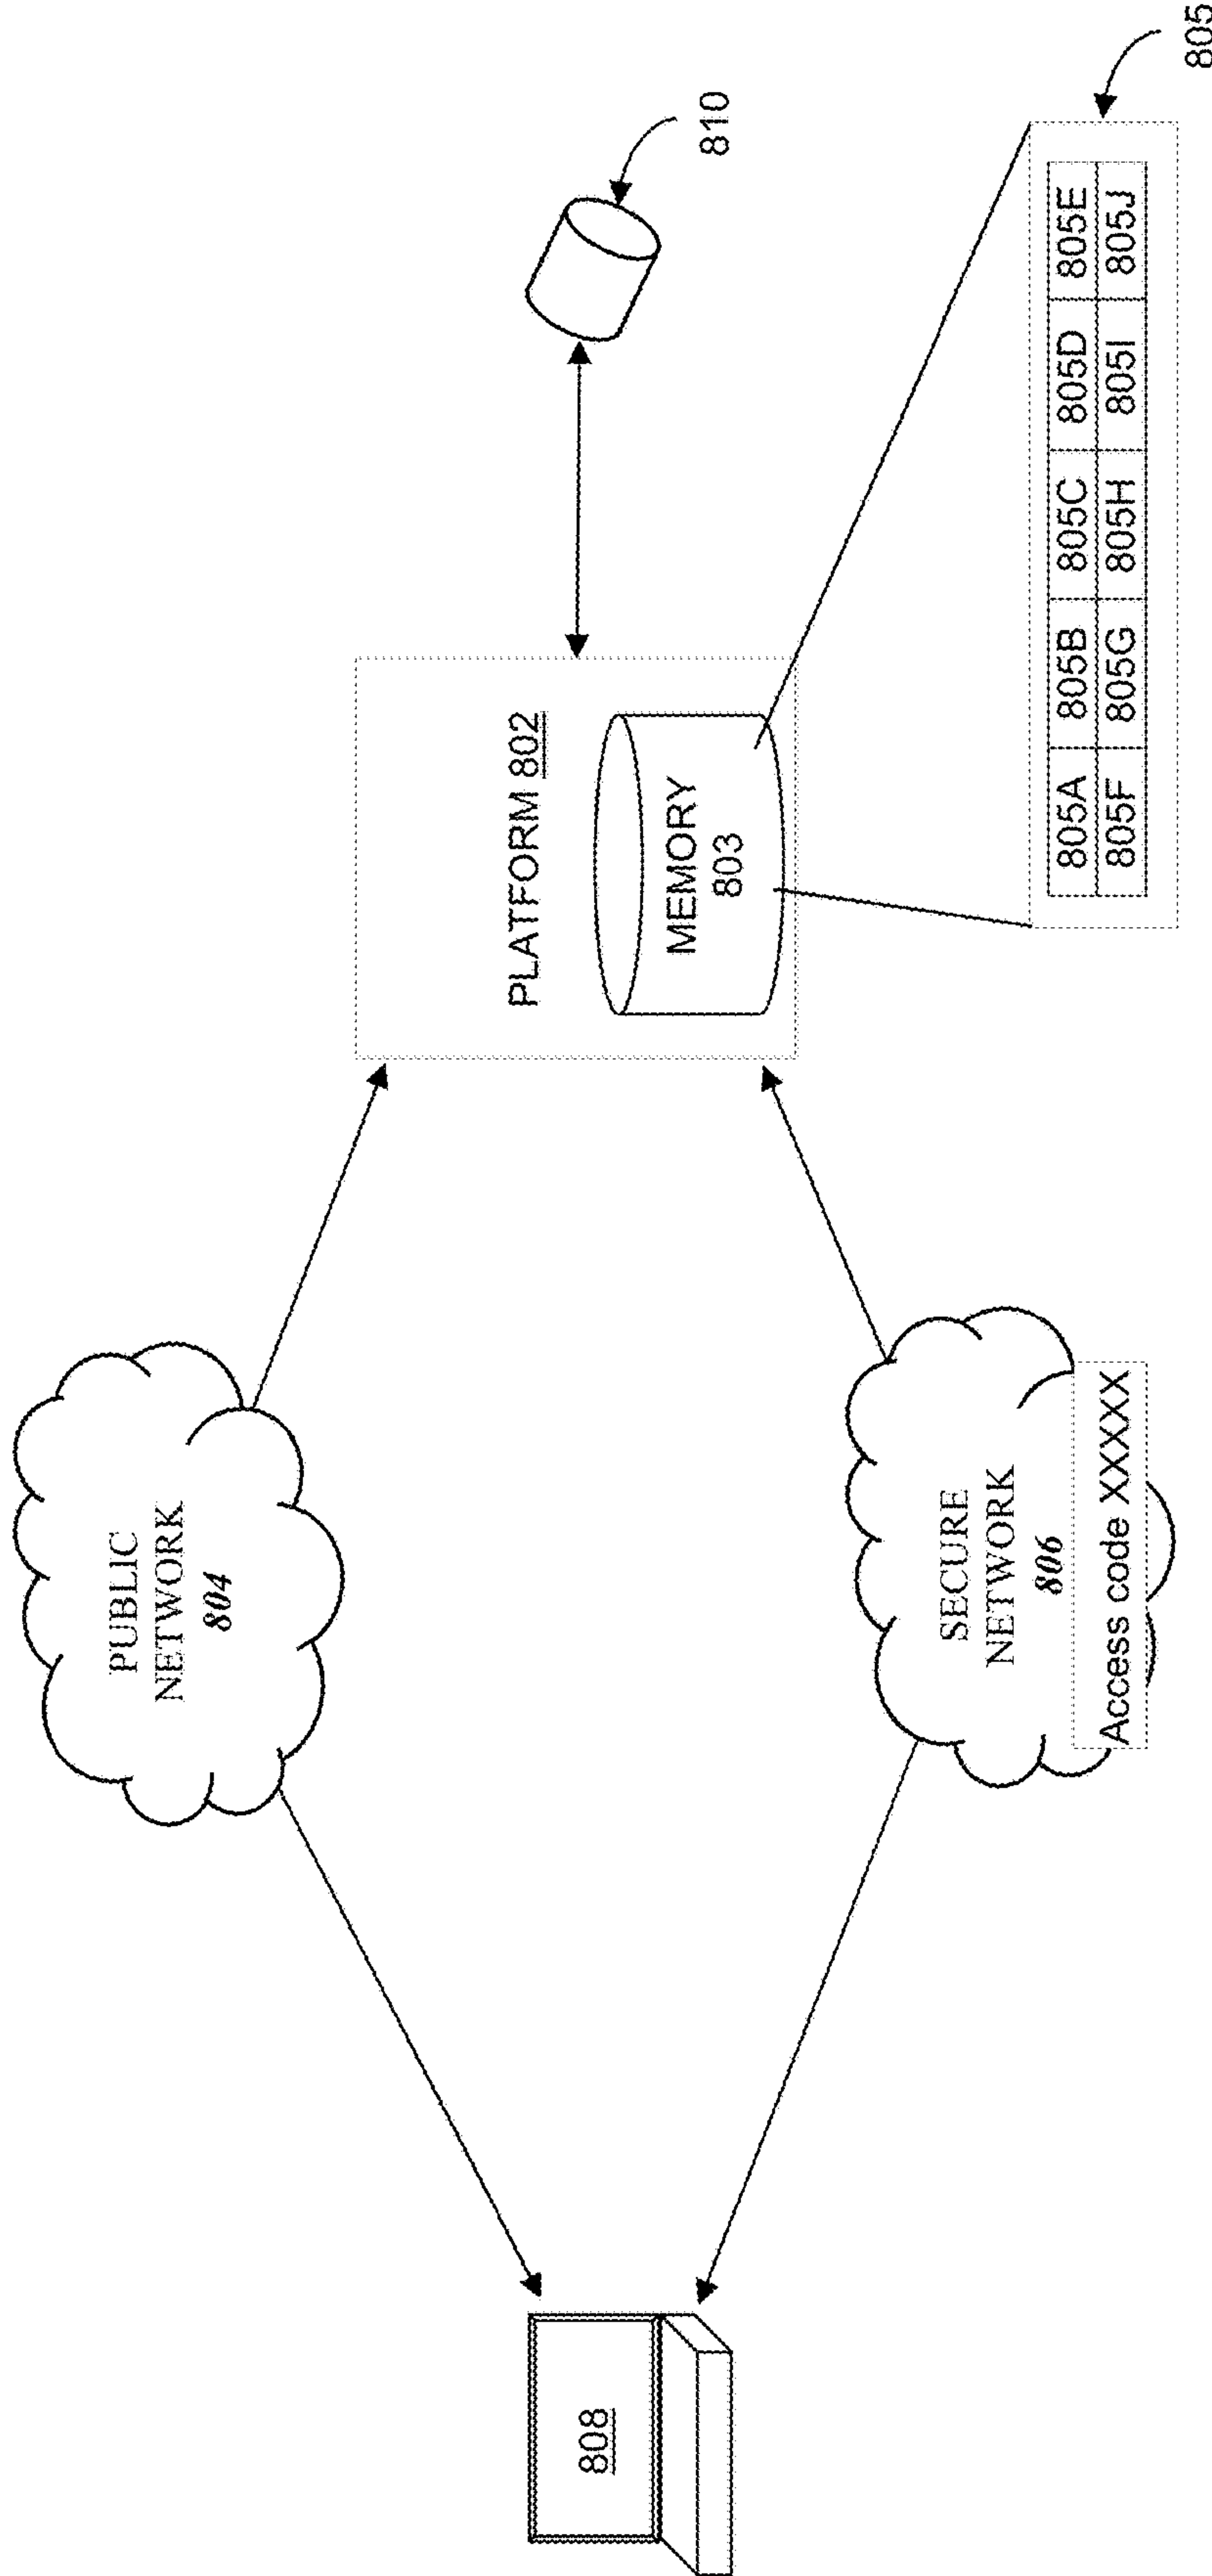 PUBLIC
NETWORK
804
808
PLATFORM 802
MEMORY
803
810
SECURE
NETWORK
806
Access code XXXXX
805A 805B 805C 805D 805E
805F 805G 805H 805I 805J
805